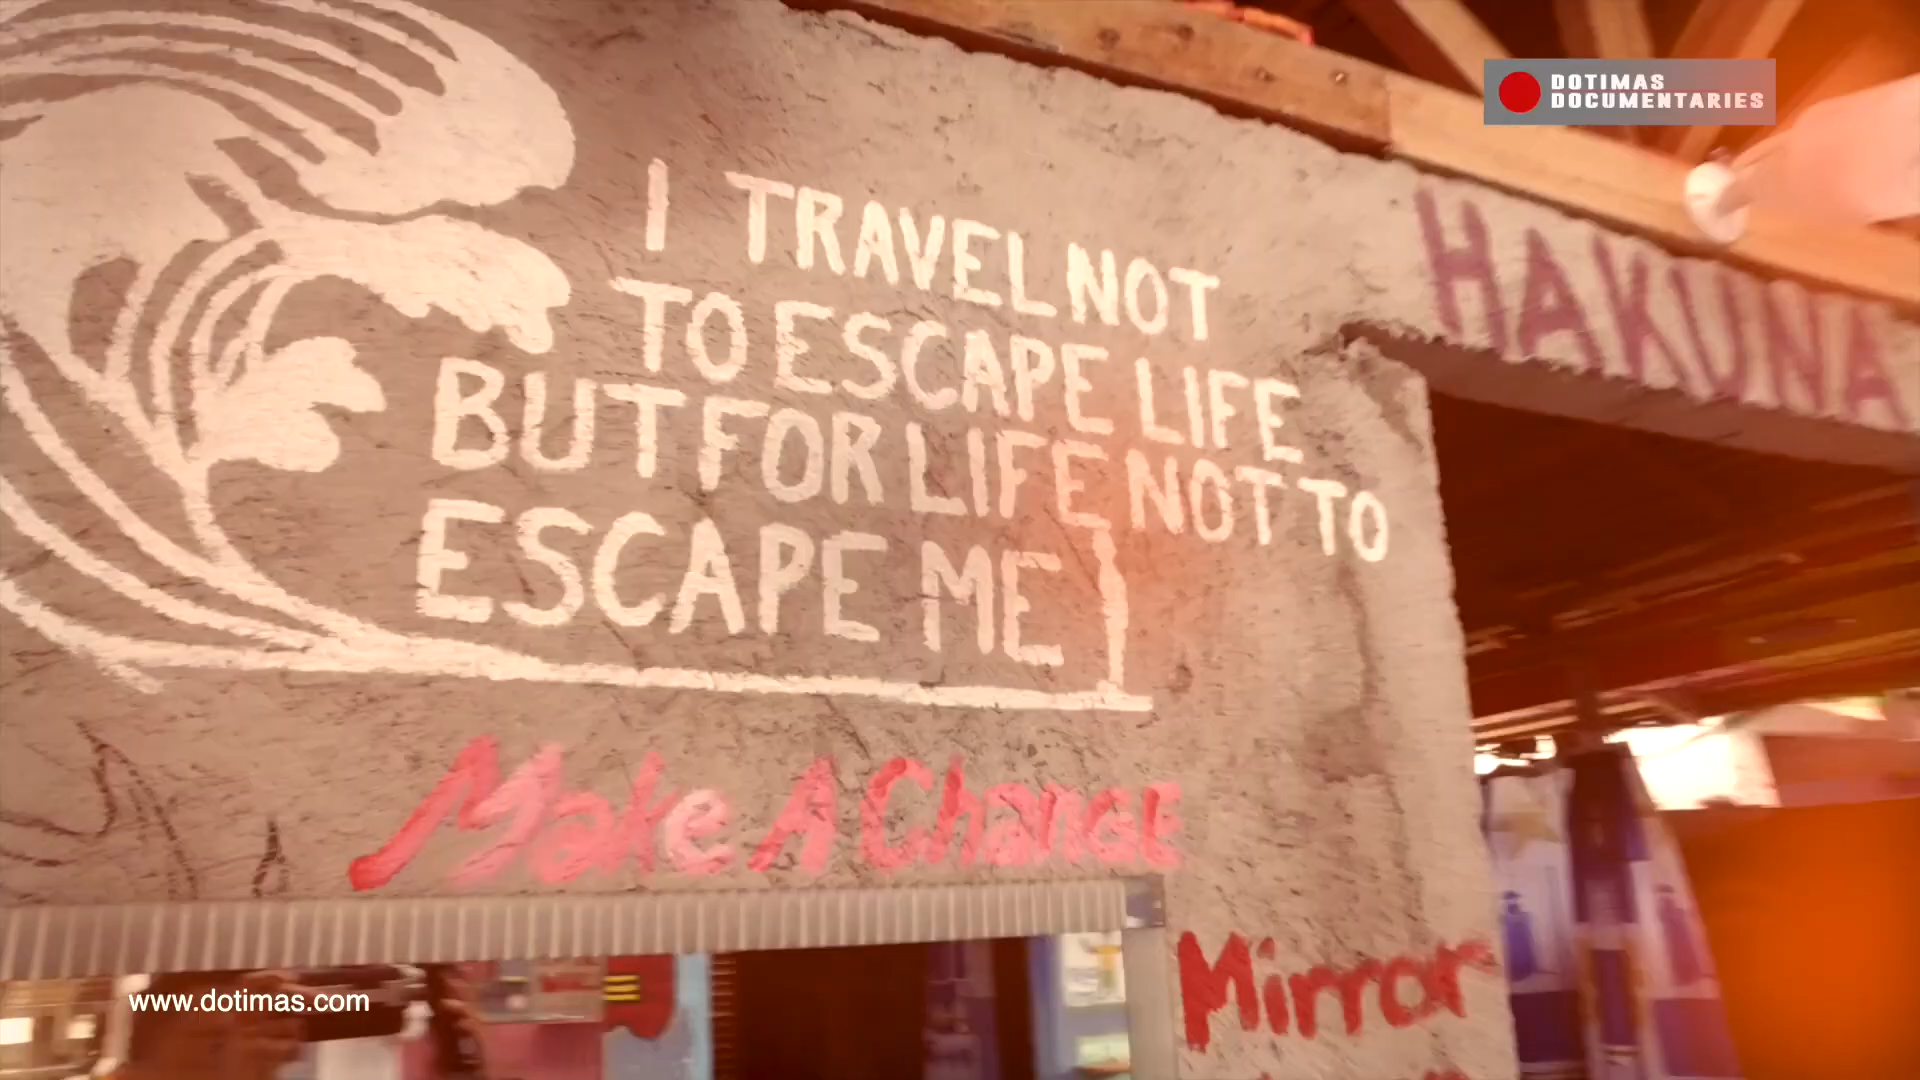 DOTIMAS
DOCUMENTARIES
I TRAVEL NOT
TO ESCAPE LIFE
BUT FOR LIFE NOT TO
ESCAPE ME
HAKUNA
Make A Change
Mirror
www.dotimas.com